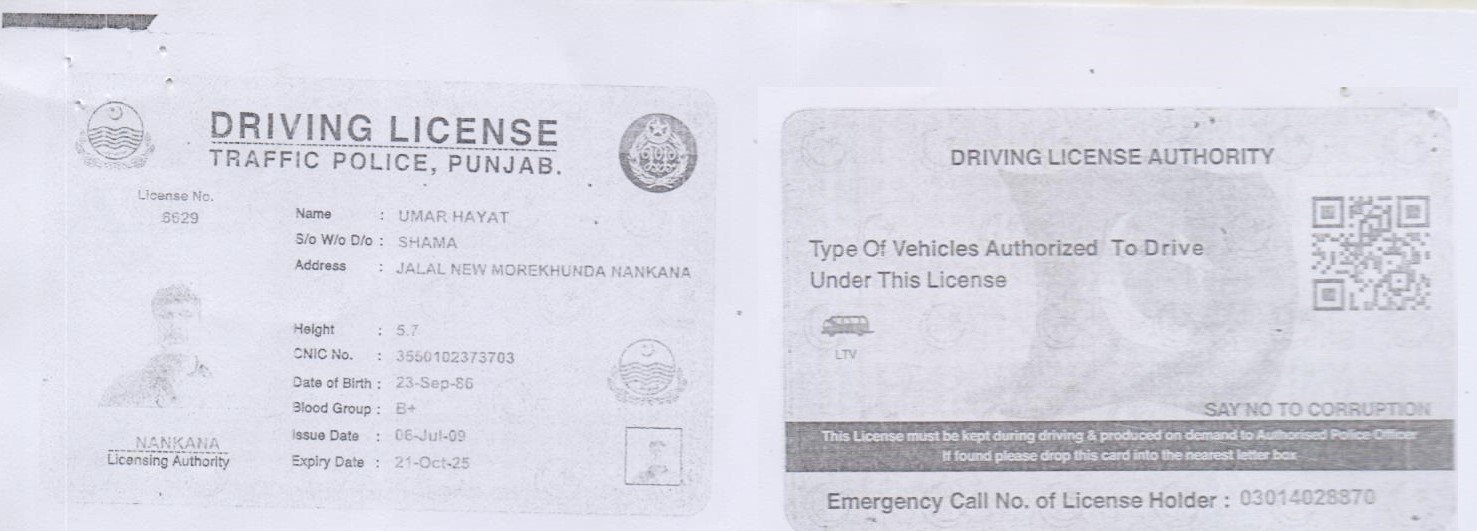 DRIVING LICENSE
TRAFFIC POLICE, PUNJAB.
License No.
6629
Name : UMAR HAYAT
S/o W/o D/o : SHAMA
Address : JALAL NEW MOREKHUNDA NANKANA
Height : 5.7
CNIC No. : 3550102373703
Date of Birth : 23-Sep-86
Blood Group : B+
Issue Date : 06-Jul-09
Expiry Date : 21-Oct-25
NANKANA
Licensing Authority
DRIVING LICENSE AUTHORITY
Type Of Vehicles Authorized To Drive
Under This License
LTV
SAY NO TO CORRUPTION
This License must be kept during driving & produced on demand to Authorised Police Officer
If found please drop this card into the nearest letter box
Emergency Call No. of License Holder : 03014028870